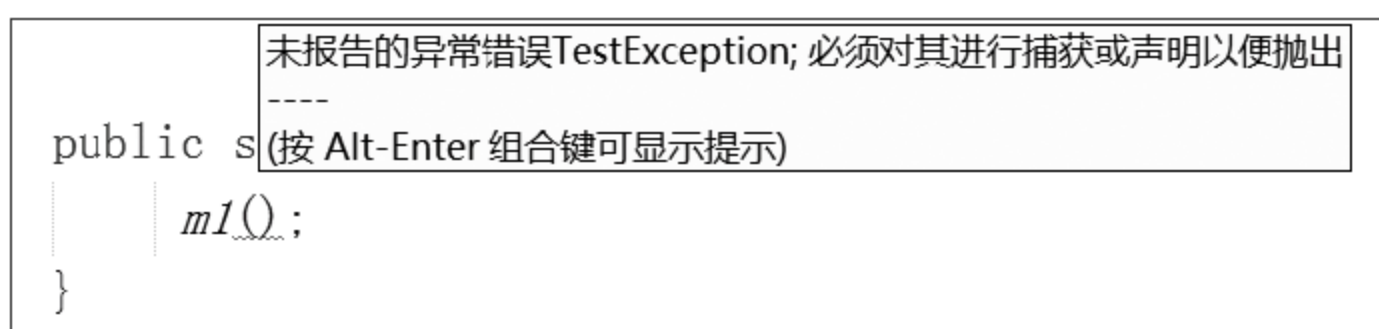 未报告的异常错误TestException; 必须对其进行捕获或声明以便抛出
----
(按 Alt-Enter 组合键可显示提示)
public s
m1();
}